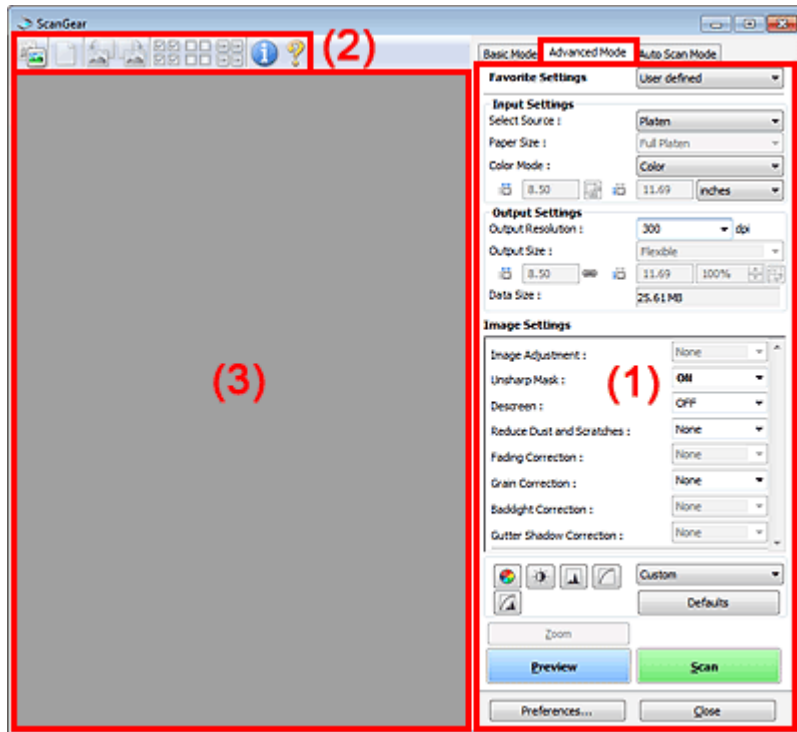 ScanGear
(2)
Basic Mode Advanced Mode Auto Scan Mode
Favorite Settings User defined
Input Settings
Select Source : Platen
Paper Size : Full Platen
Color Mode : Color
8.50 11.69 inches
Output Settings
Output Resolution : 300 dpi
Output Size : Flexible
8.50 11.69 100%
Data Size : 25.61 MB
Image Settings
Image Adjustment : None
Unsharp Mask : ON
Descreen : OFF
Reduce Dust and Scratches : None
Fading Correction : None
Grain Correction : None
Backlight Correction : None
Gutter Shadow Correction : None
(3)
(1)
Custom
Defaults
Zoom
Preview Scan
Preferences... Close